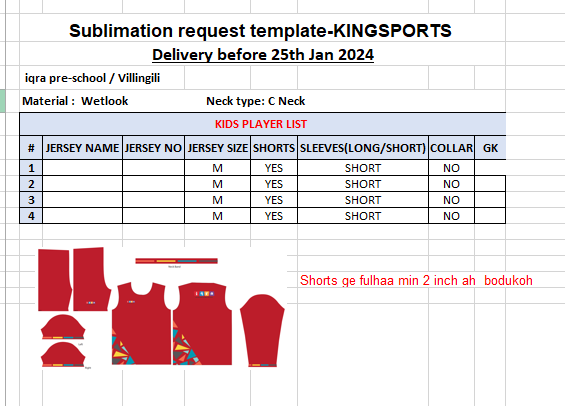 Sublimation request template-KINGSPORTS
Delivery before 25th Jan 2024
iqra pre-school / Villingili
Material : Wetlook Neck type: C Neck
KIDS PLAYER LIST
# JERSEY NAME JERSEY NO JERSEY SIZE SHORTS SLEEVES(LONG/SHORT) COLLAR GK
1 M YES SHORT NO
2 M YES SHORT NO
3 M YES SHORT NO
4 M YES SHORT NO
Shorts ge fulhaa min 2 inch ah bodukoh